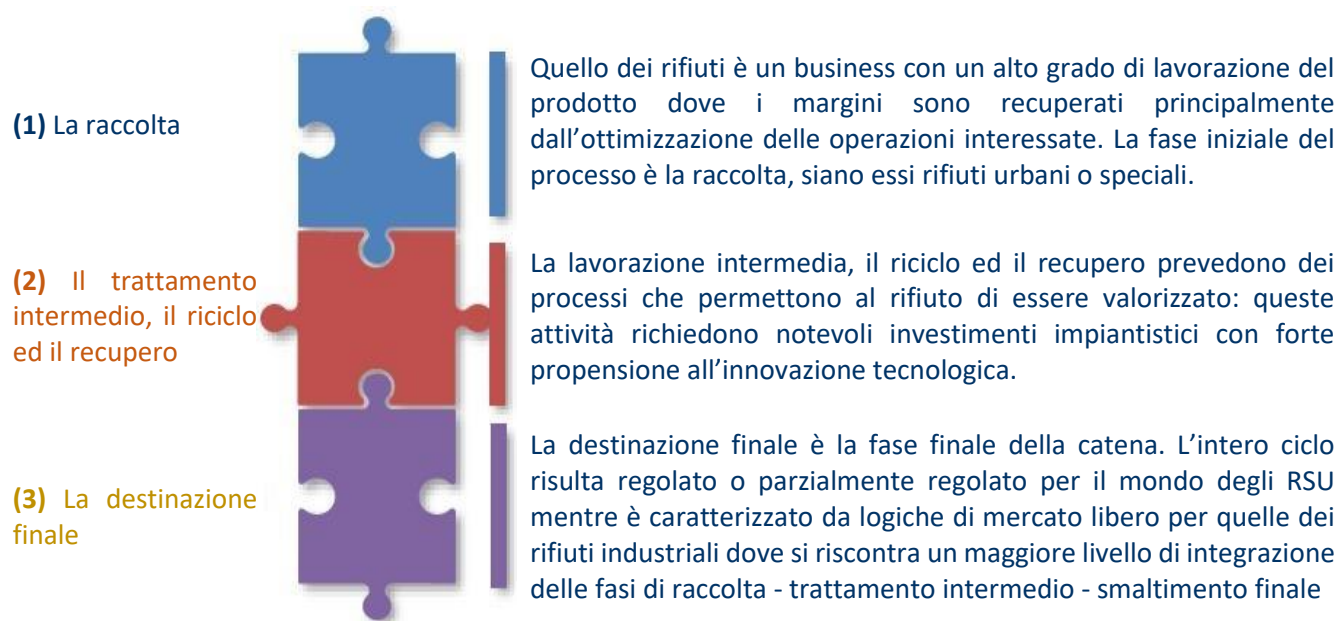 (1) La raccolta
Quello dei rifiuti è un business con un alto grado di lavorazione del
prodotto dove i margini sono recuperati principalmente
dall’ottimizzazione delle operazioni interessate. La fase iniziale del
processo è la raccolta, siano essi rifiuti urbani o speciali.
(2) Il trattamento
intermedio, il riciclo
ed il recupero
La lavorazione intermedia, il riciclo ed il recupero prevedono dei
processi che permettono al rifiuto di essere valorizzato: queste
attività richiedono notevoli investimenti impiantistici con forte
propensione all’innovazione tecnologica.
(3) La destinazione
finale
La destinazione finale è la fase finale della catena. L’intero ciclo
risulta regolato o parzialmente regolato per il mondo degli RSU
mentre è caratterizzato da logiche di mercato libero per quelle dei
rifiuti industriali dove si riscontra un maggiore livello di integrazione
delle fasi di raccolta - trattamento intermedio - smaltimento finale